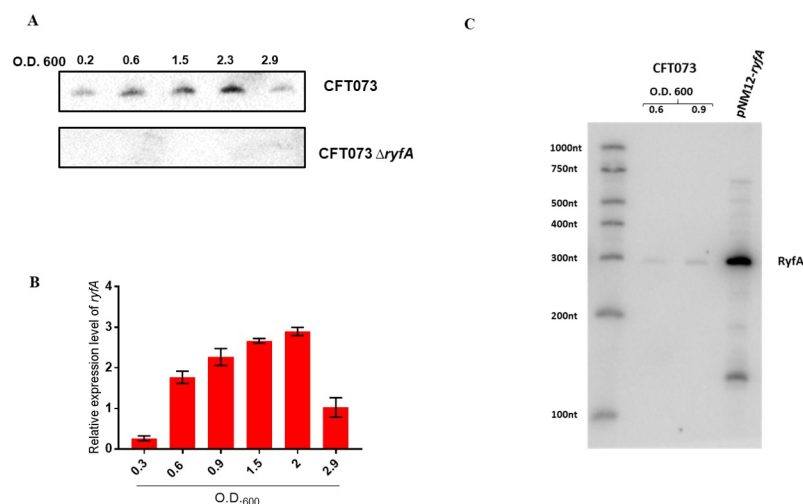 A
O.D. 600 0.2 0.6 1.5 2.3 2.9
CFT073
CFT073 ΔryfA
B
Relative expression level of ryfA
4
3
2
1
0
0.3 0.6 0.9 1.5 2 2.9
O.D.600
C
CFT073
O.D. 600
0.6 0.9
pNM12-ryfA
1000nt
750nt
500nt
400nt
300nt
RyfA
200nt
100nt